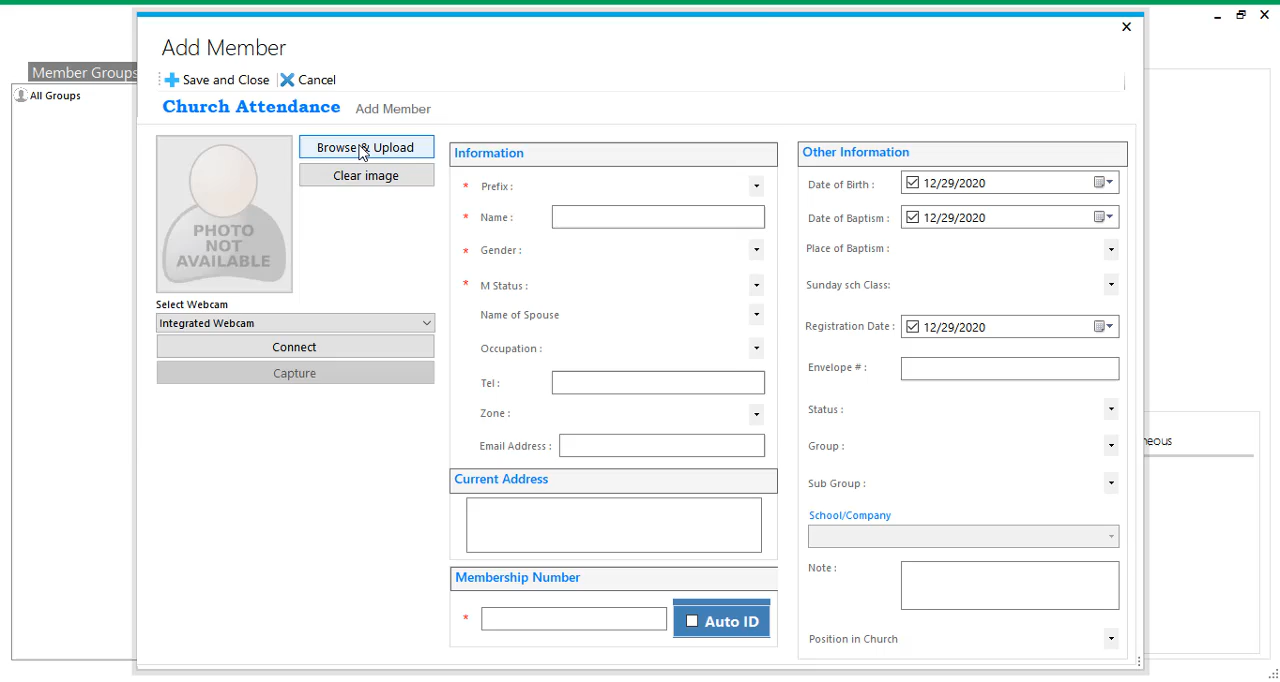 Member Groups
All Groups
Add Member
Save and Close
Cancel
Church Attendance Add Member
PHOTO
NOT
AVAILABLE
Browse & Upload
Clear image
Select Webcam
Integrated Webcam
Connect
Capture
Information
* Prefix :
* Name :
* Gender :
* M Status :
Name of Spouse
Occupation :
Tel :
Zone :
Email Address :
Current Address
Membership Number
*
Auto ID
Other Information
Date of Birth : 12/29/2020
Date of Baptism : 12/29/2020
Place of Baptism :
Sunday sch Class:
Registration Date : 12/29/2020
Envelope # :
Status :
Group :
Sub Group :
School/Company
Note :
Position in Church
neous